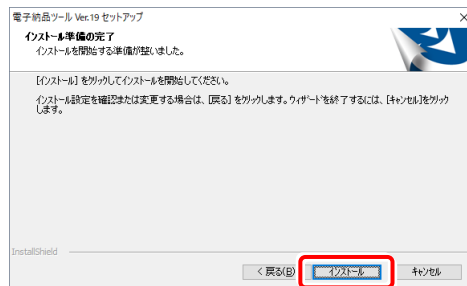 電子納品ツール Ver.19 セットアップ
インストール準備の完了
インストールを開始する準備が整いました。
[インストール] をクリックしてインストールを開始してください。
インストール設定を確認または変更する場合は、[戻る] をクリックします。ウィザードを終了するには、[キャンセル]をクリック
します。
InstallShield
< 戻る(B)
インストール
キャンセル